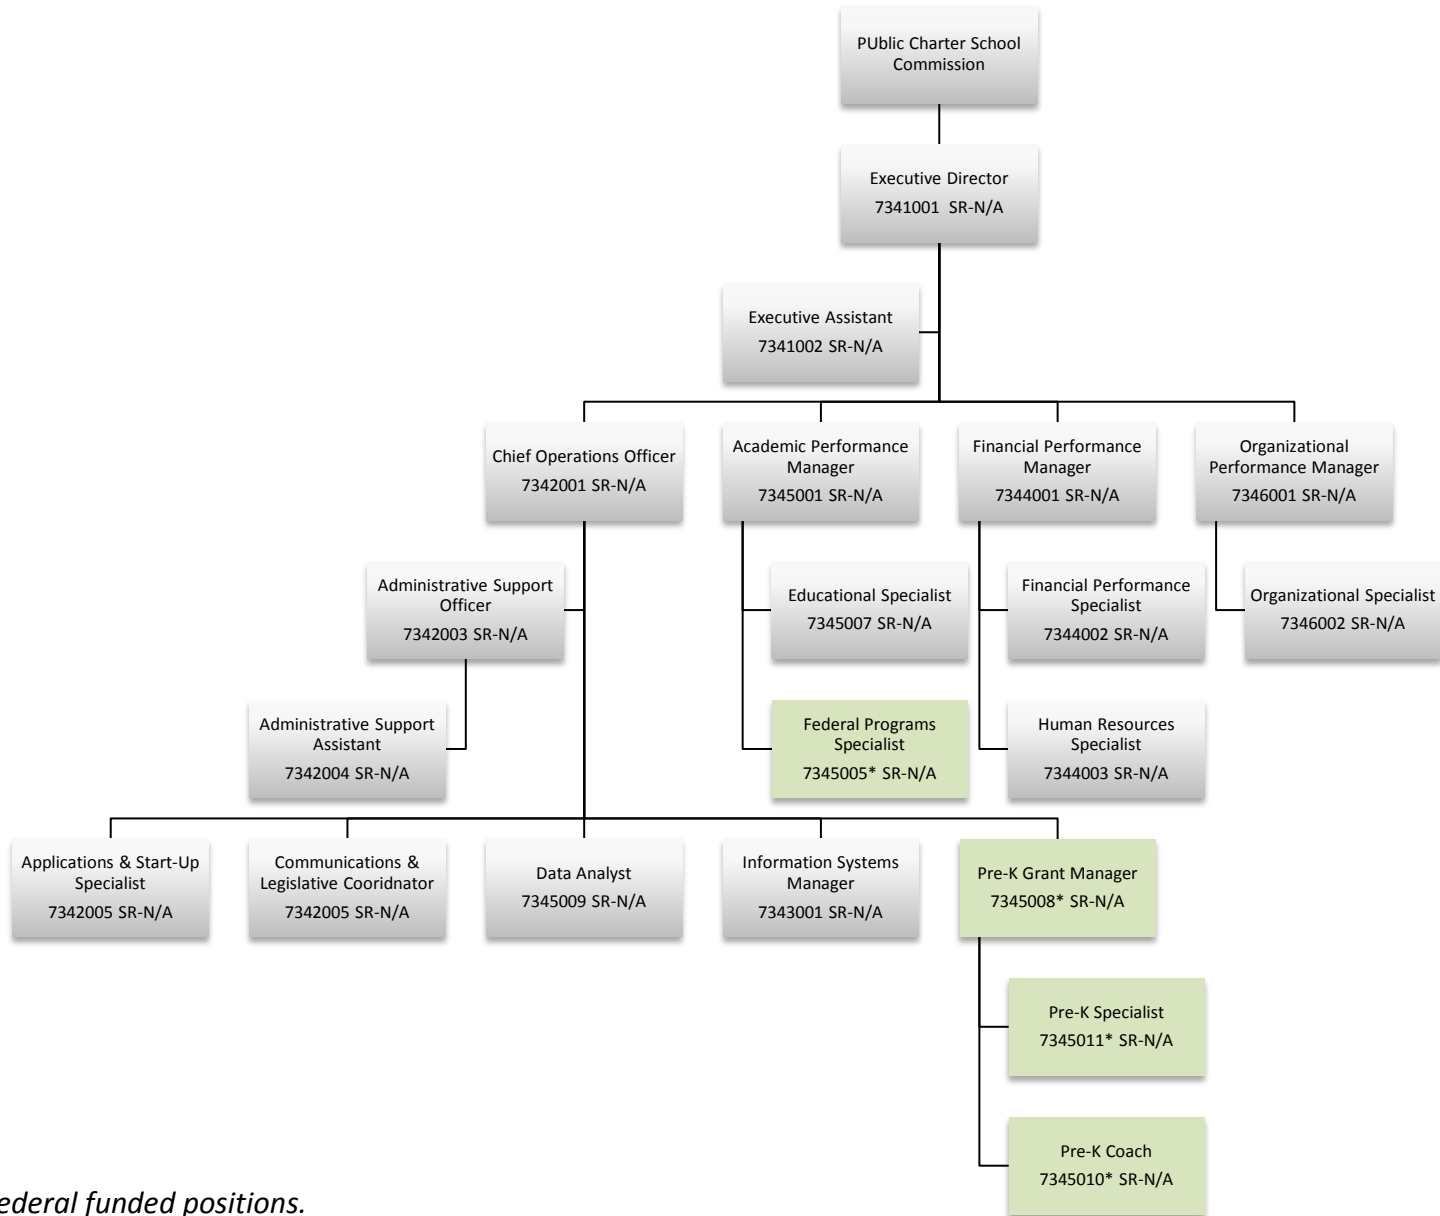 PUblic Charter School
Commission
Executive Director
7341001 SR-N/A
Executive Assistant
7341002 SR-N/A
Chief Operations Officer
7342001 SR-N/A
Academic Performance
Manager
7345001 SR-N/A
Financial Performance
Manager
7344001 SR-N/A
Organizational
Performance Manager
7346001 SR-N/A
Administrative Support
Officer
7342003 SR-N/A
Educational Specialist
7345007 SR-N/A
Financial Performance
Specialist
7344002 SR-N/A
Organizational Specialist
7346002 SR-N/A
Administrative Support
Assistant
7342004 SR-N/A
Federal Programs
Specialist
7345005* SR-N/A
Human Resources
Specialist
7344003 SR-N/A
Applications & Start-Up
Specialist
7342005 SR-N/A
Communications &
Legislative Cooridnator
7342005 SR-N/A
Data Analyst
7345009 SR-N/A
Information Systems
Manager
7343001 SR-N/A
Pre-K Grant Manager
7345008* SR-N/A
Pre-K Specialist
7345011* SR-N/A
Pre-K Coach
7345010* SR-N/A
ederal funded positions.